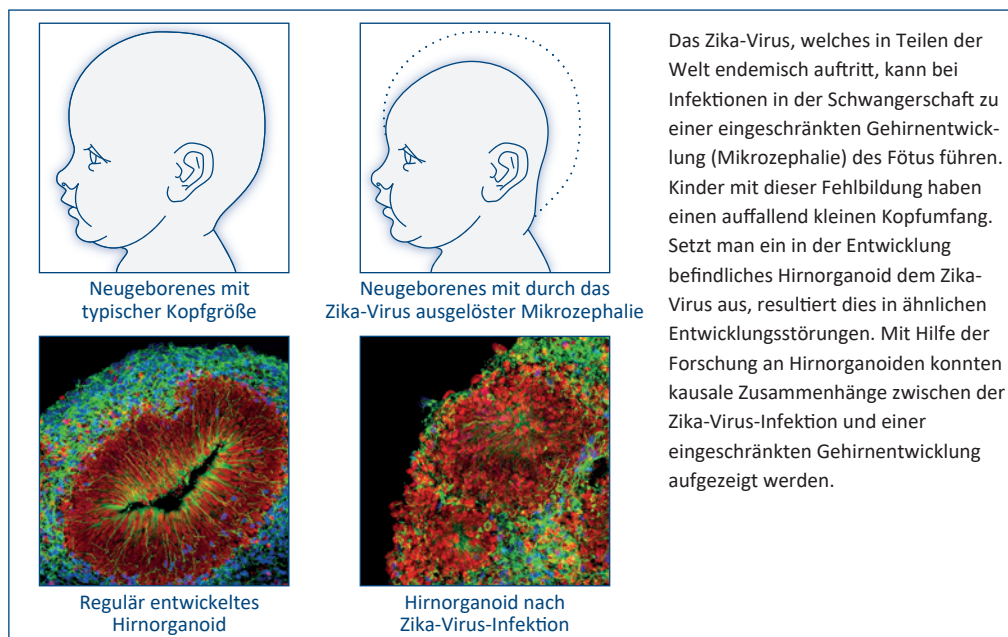 Neugeborenes mit
typischer Kopfgröße
Neugeborenes mit durch das
Zika-Virus ausgelöster Mikrozephalie
Regulär entwickeltes
Hirnorganoid
Hirnorganoid nach
Zika-Virus-Infektion
Das Zika-Virus, welches in Teilen der
Welt endemisch auftritt, kann bei
Infektionen in der Schwangerschaft zu
einer eingeschränkten Gehirnentwick-
lung (Mikrozephalie) des Fötus führen.
Kinder mit dieser Fehlbildung haben
einen auffallend kleinen Kopfumfang.
Setzt man ein in der Entwicklung
befindliches Hirnorganoid dem Zika-
Virus aus, resultiert dies in ähnlichen
Entwicklungsstörungen. Mit Hilfe der
Forschung an Hirnorganoiden konnten
kausale Zusammenhänge zwischen der
Zika-Virus-Infektion und einer
eingeschränkten Gehirnentwicklung
aufgezeigt werden.